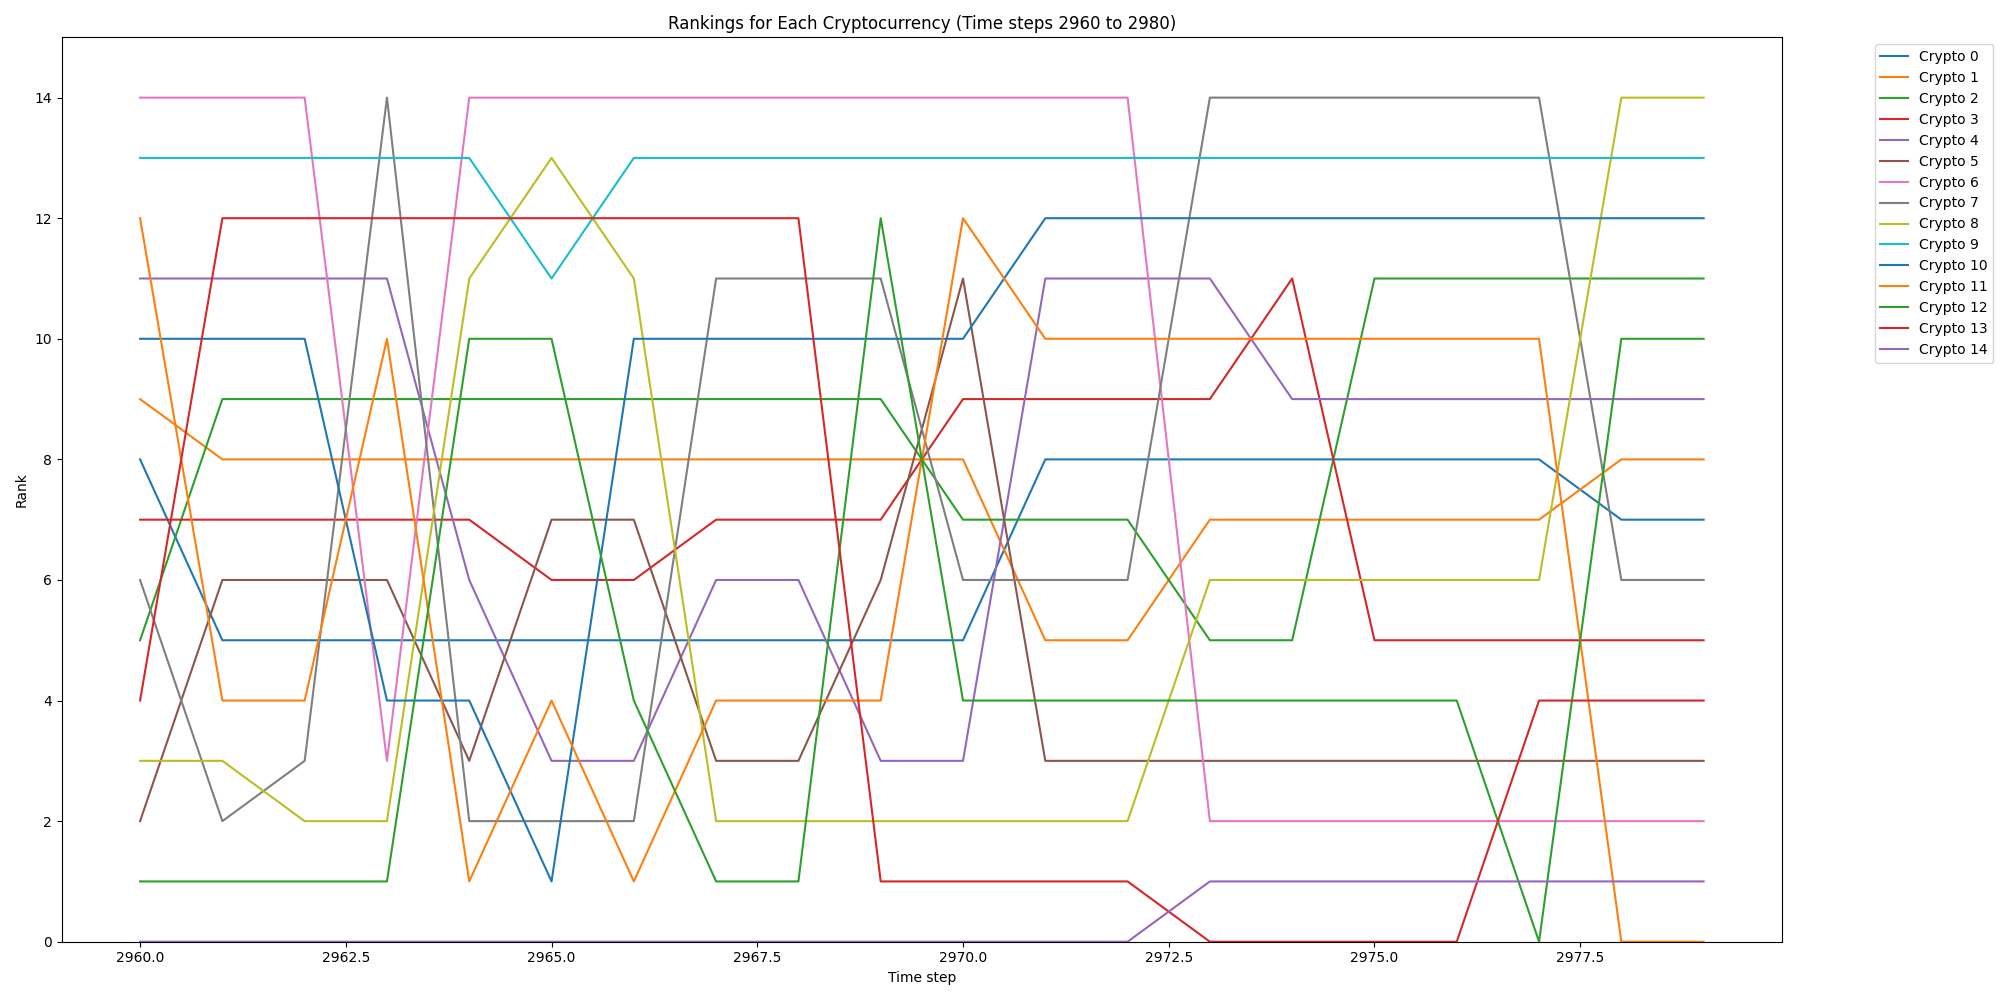 Rankings for Each Cryptocurrency (Time steps 2960 to 2980)
Rank
14
12
10
8
6
4
2
0
2960.0 2962.5 2965.0 2967.5 2970.0 2972.5 2975.0 2977.5
Time step
Crypto 0
Crypto 1
Crypto 2
Crypto 3
Crypto 4
Crypto 5
Crypto 6
Crypto 7
Crypto 8
Crypto 9
Crypto 10
Crypto 11
Crypto 12
Crypto 13
Crypto 14